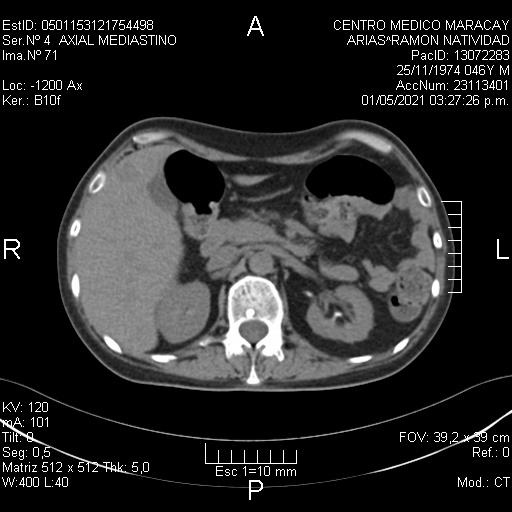 EstID: 0501153121754498
Ser.Nº 4 AXIAL MEDIASTINO
Ima.Nº 71
Loc: -1200 Ax
Ker.: B10f
A
CENTRO MEDICO MARACAY
ARIAS^RAMON NATIVIDAD
PacID: 13072283
25/11/1974 046Y M
AccNum: 23113401
01/05/2021 03:27:26 p.m.
R
L
KV: 120
mA: 101
Tilt: 0
Seg: 0,5
Matriz 512 x 512 Thk: 5,0
W:400 L:40
Esc 1=10 mm
P
FOV: 39,2 x 39 cm
Ref.: 0
Mod.: CT